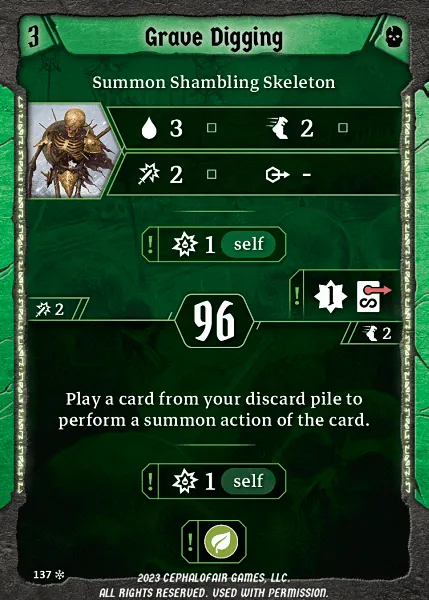 3
Grave Digging
Summon Shambling Skeleton
3 2
2 -
! 1 self
! 1
2
96
2
Play a card from your discard pile to
perform a summon action of the card.
! 1 self
!
137
2023 CEPHALOFAIR GAMES, LLC.
ALL RIGHTS RESERVED. USED WITH PERMISSION.